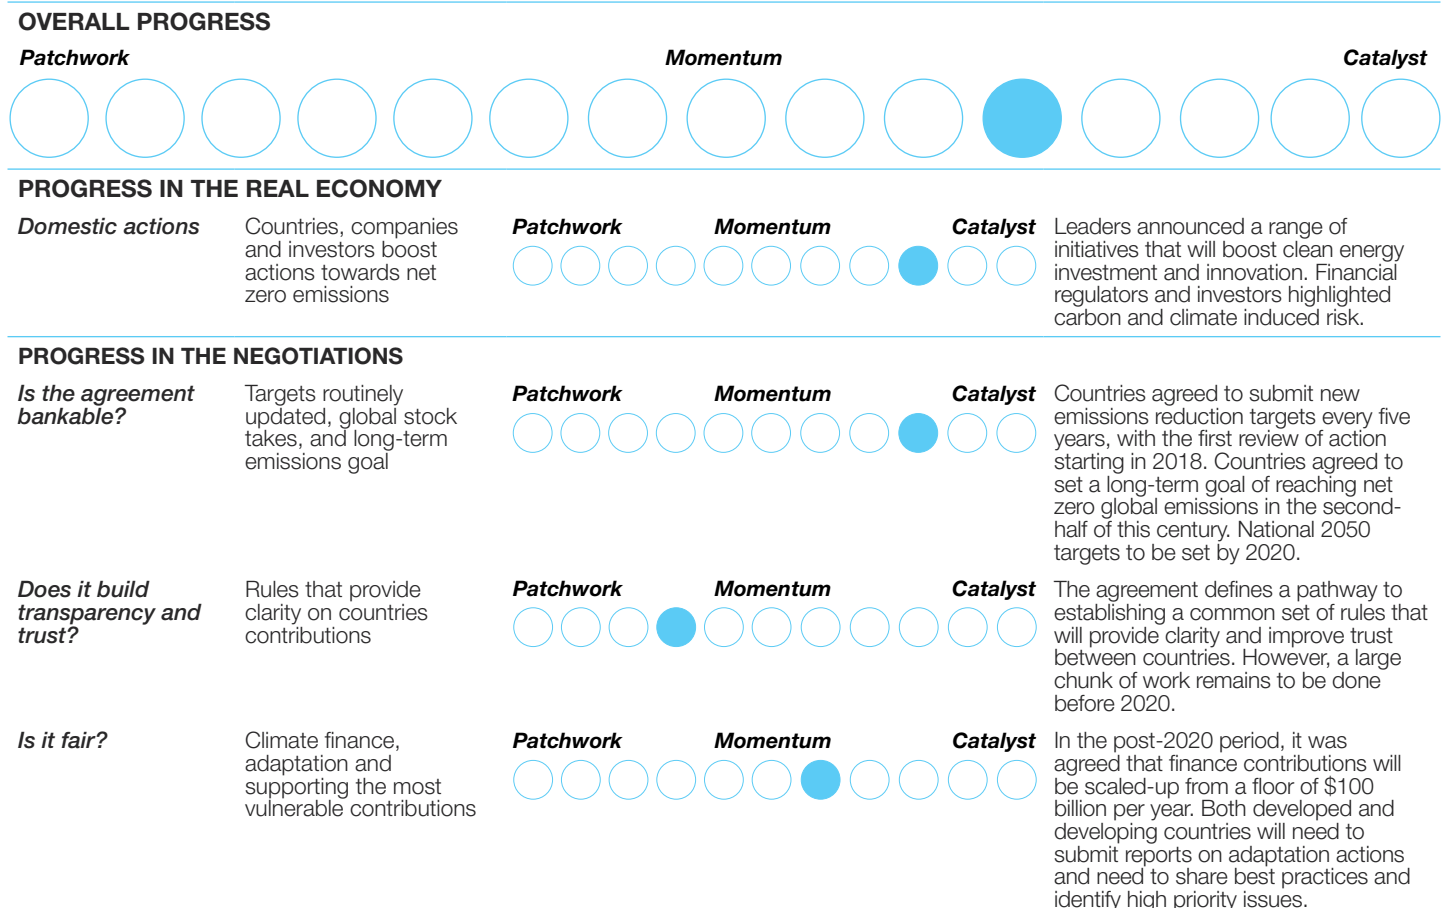 OVERALL PROGRESS
Patchwork Momentum Catalyst
PROGRESS IN THE REAL ECONOMY
Domestic actions
Countries, companies
and investors boost
actions towards net
zero emissions
Patchwork Momentum Catalyst
Leaders announced a range of
initiatives that will boost clean energy
investment and innovation. Financial
regulators and investors highlighted
carbon and climate induced risk.
PROGRESS IN THE NEGOTIATIONS
Is the agreement
bankable?
Targets routinely
updated, global stock
takes, and long-term
emissions goal
Patchwork Momentum Catalyst
Countries agreed to submit new
emissions reduction targets every five
years, with the first review of action
starting in 2018. Countries agreed to
set a long-term goal of reaching net
zero global emissions in the second-
half of this century. National 2050
targets to be set by 2020.
Does it build
transparency and
trust?
Rules that provide
clarity on countries
contributions
Patchwork Momentum Catalyst
The agreement defines a pathway to
establishing a common set of rules that
will provide clarity and improve trust
between countries. However, a large
chunk of work remains to be done
before 2020.
Is it fair?
Climate finance,
adaptation and
supporting the most
vulnerable contributions
Patchwork Momentum Catalyst
In the post-2020 period, it was
agreed that finance contributions will
be scaled-up from a floor of $100
billion per year. Both developed and
developing countries will need to
submit reports on adaptation actions
and need to share best practices and
identify high priority issues.